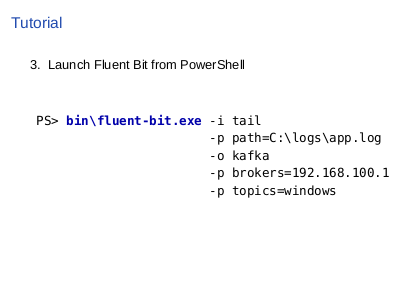 Tutorial
3. Launch Fluent Bit from PowerShell
PS> bin\fluent-bit.exe -i tail
-p path=C:\logs\app.log
-o kafka
-p brokers=192.168.100.1
-p topics=windows